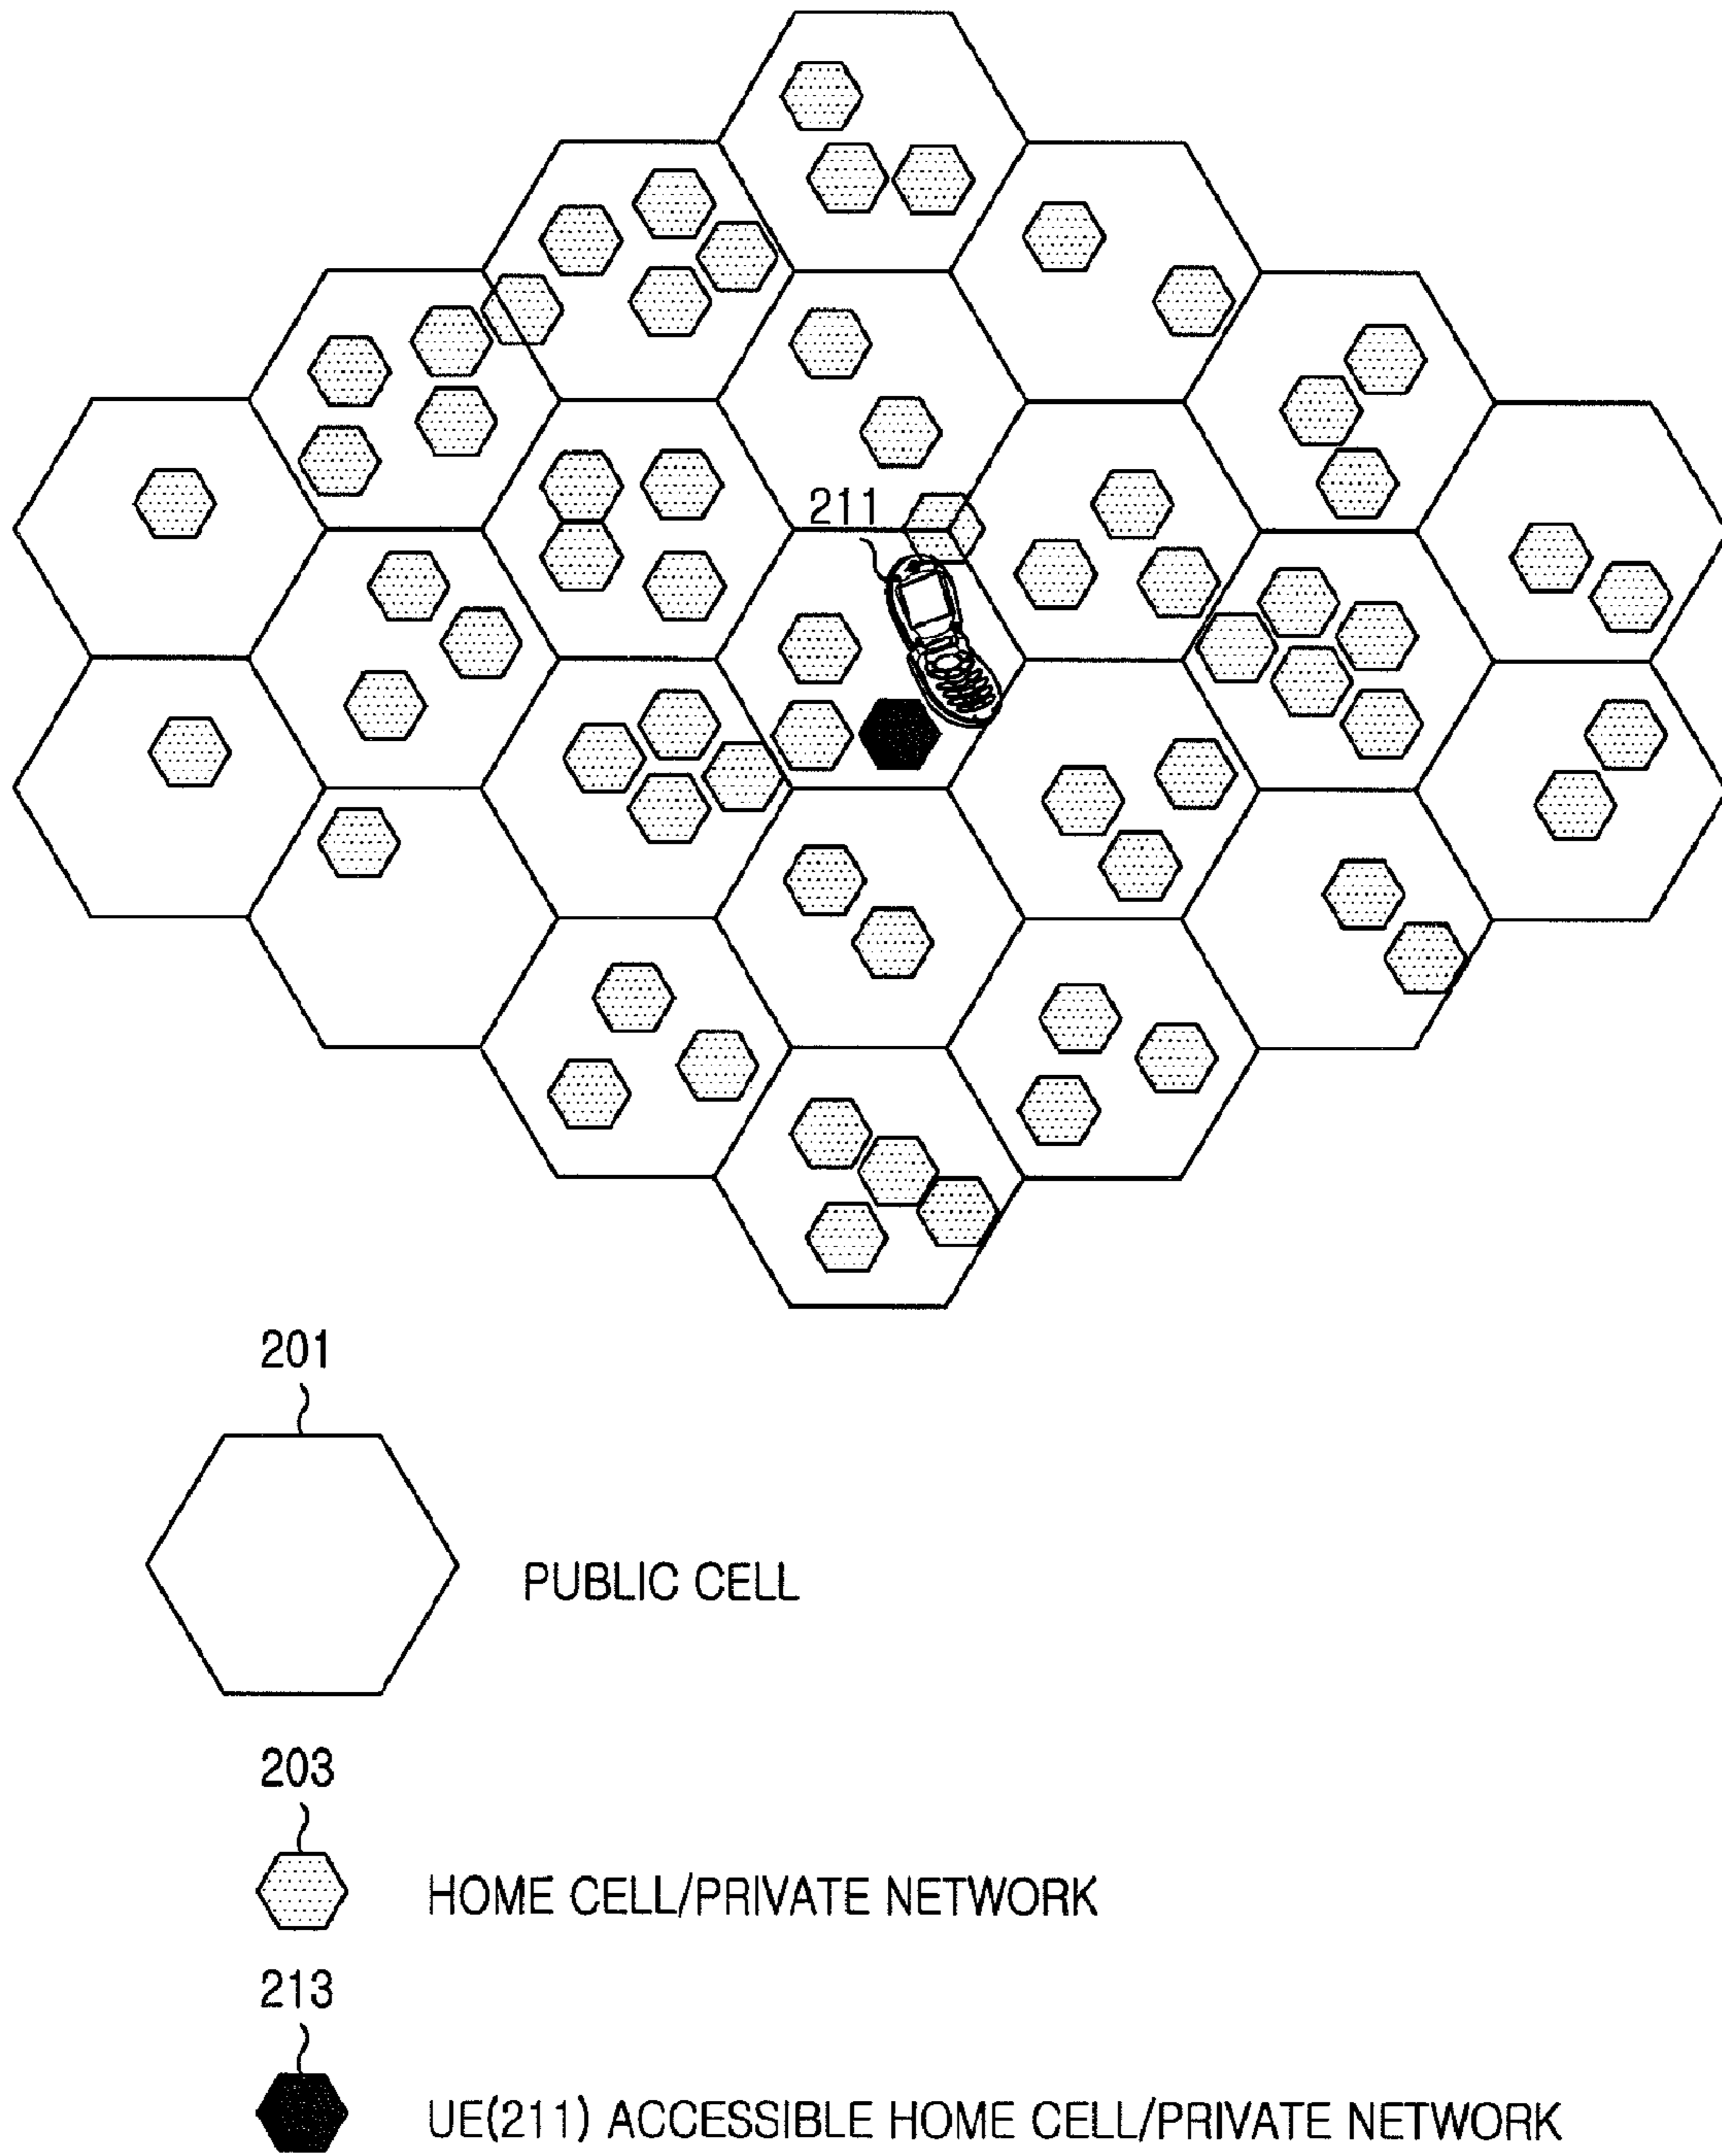 211
201
PUBLIC CELL
203
HOME CELL/PRIVATE NETWORK
213
UE(211) ACCESSIBLE HOME CELL/PRIVATE NETWORK